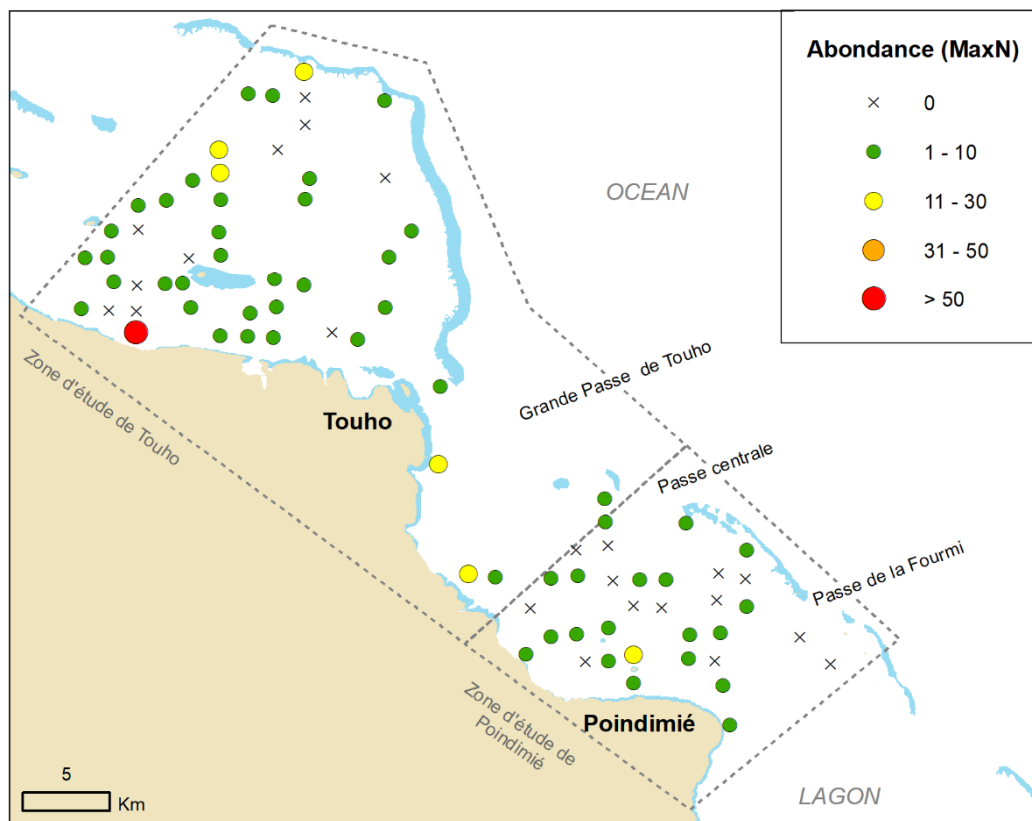 Abondance (MaxN)
0
1 - 10
11 - 30
31 - 50
> 50
OCEAN
Grande Passe de Touho
Touho
Zone d'étude de Touho
Passe centrale
Passe de la Fourmi
Zone d'étude de
Poindimié
Poindimié
5
Km
LAGON